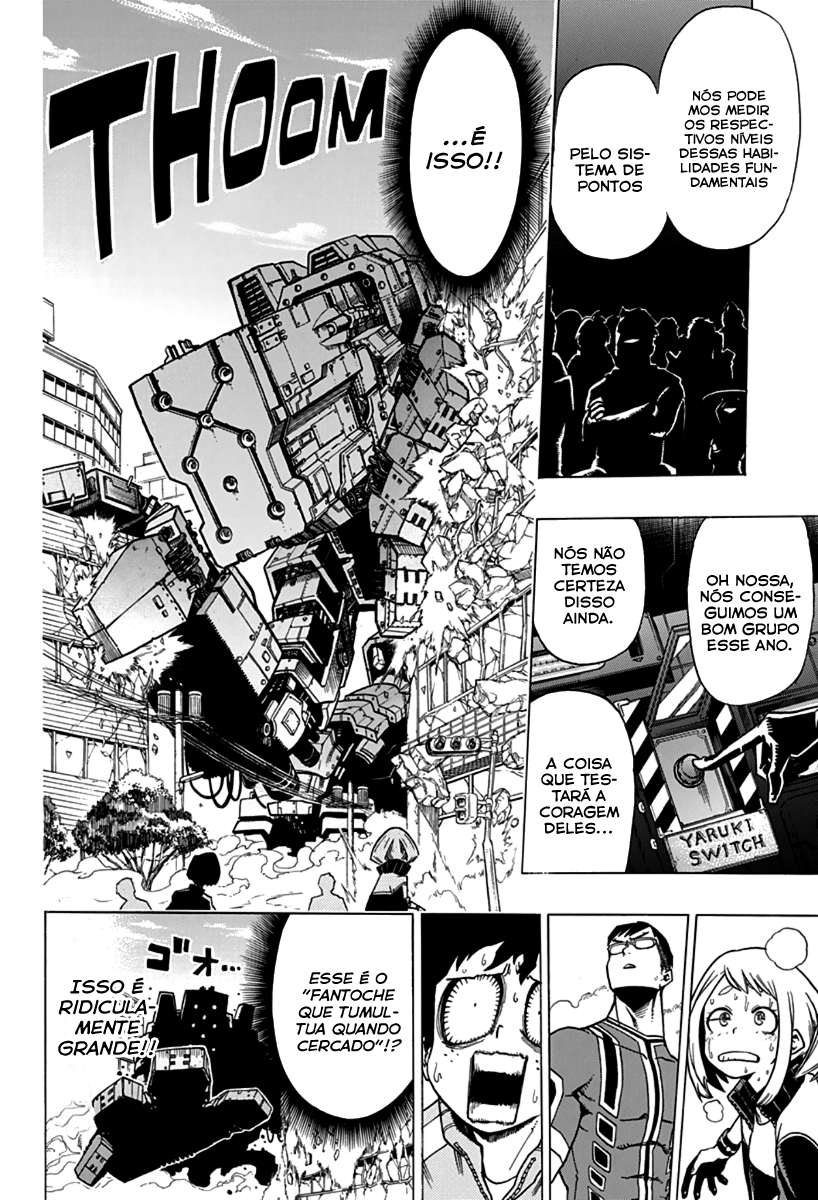 NÓS PODE
MOS MEDIR
OS RESPEC-
TIVOS NÍVEIS
DESSAS HABI-
LIDADES FUN-
DAMENTAIS
PELO SIS-
TEMA DE
PONTOS
OH NOSSA,
NÓS CONSE-
GUIMOS UM
BOM GRUPO
ESSE ANO.
NÓS NÃO
TEMOS
CERTEZA
DISSO
AINDA.
A COISA
QUE TES-
TARÁ A
CORAGEM
DELES...
YARUKI
SWITCH
...É
ISSO!!
THOOM
ESSE É O
"FANTOCHE
QUE TUMUL-
TUA QUANDO
CERCADO"!?
ゴオ...
ISSO É
RIDICULA-
MENTE
GRANDE!!